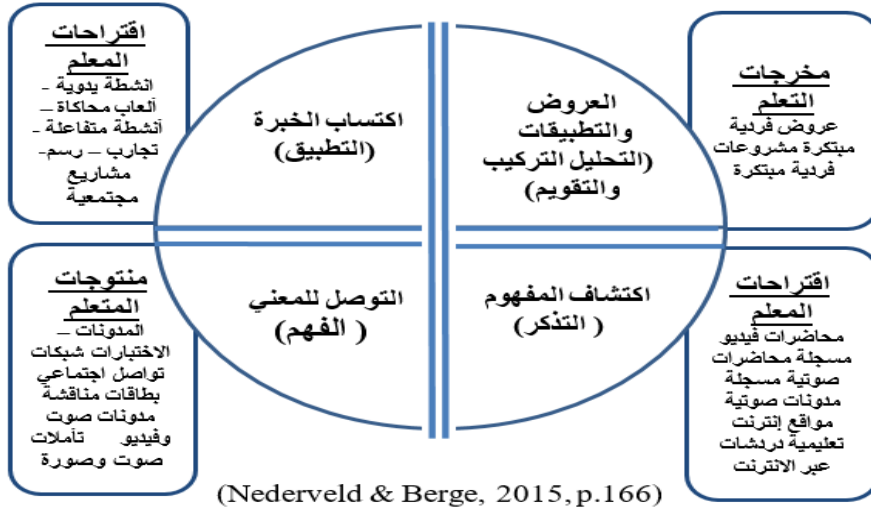 مخرجات
التعلم
عروض فردية
مبتكرة مشروعات
فردية مبتكرة
العروض
والتطبيقات
(التحليل التركيب
والتقويم)
اكتساب الخبرة
(التطبيق)
اقتراحات
المعلم
انشطة يدوية -
ألعاب محاكاة –
أنشطة متفاعلة -
تجارب – رسم-
مشاريع
مجتمعية
اقتراحات
المعلم
محاضرات فيديو
مسجلة محاضرات
صوتية مسجلة
مدونات صوتية
مواقع إنترنت
تعليمية دردشات
عبر الانترنت
اكتشاف المفهوم
( التذكر)
التوصل للمعني
( الفهم)
منتوجات
المتعلم
المدونات –
الاختبارات شبكات
تواصل اجتماعي
بطاقات مناقشة
مدونات صوت
وفيديو تأملات
صوت وصورة
(Nederveld & Berge, 2015, p.166)